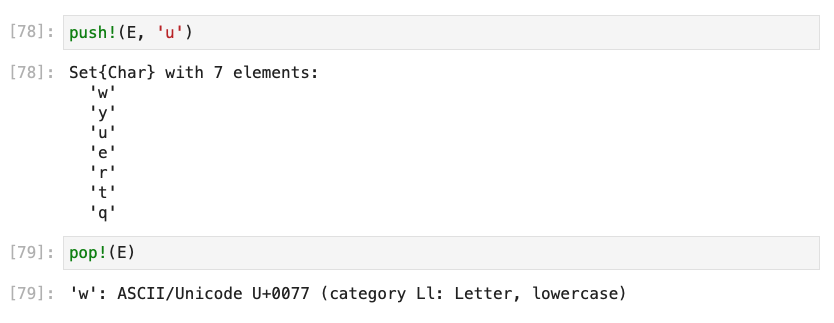 [78]: push!(E, 'u')
[78]: Set{Char} with 7 elements:
'w'
'y'
'u'
'e'
'r'
't'
'q'
[79]: pop!(E)
[79]: 'w': ASCII/Unicode U+0077 (category Ll: Letter, lowercase)